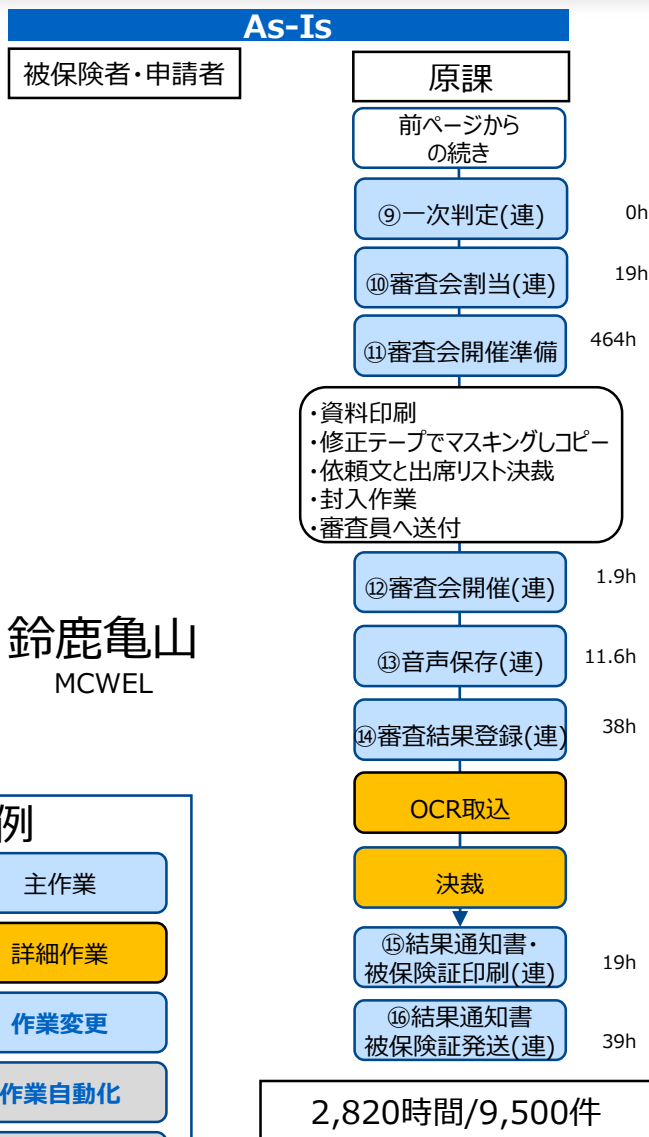 As-Is
被保険者・申請者
原課
前ページから
の続き
⑨一次判定(連)
0h
⑩審査会割当(連)
19h
⑪審査会開催準備
464h
・資料印刷
・修正テープでマスキングしコピー
・依頼文と出席リスト決裁
・封入作業
・審査員へ送付
⑫審査会開催(連)
1.9h
鈴鹿亀山
MCWEL
⑬音声保存(連)
11.6h
⑭審査結果登録(連)
38h
OCR取込
決裁
⑮結果通知書・
被保険証印刷(連)
19h
⑯結果通知書
被保険証発送(連)
39h
2,820時間/9,500件
例
主作業
詳細作業
作業変更
作業自動化